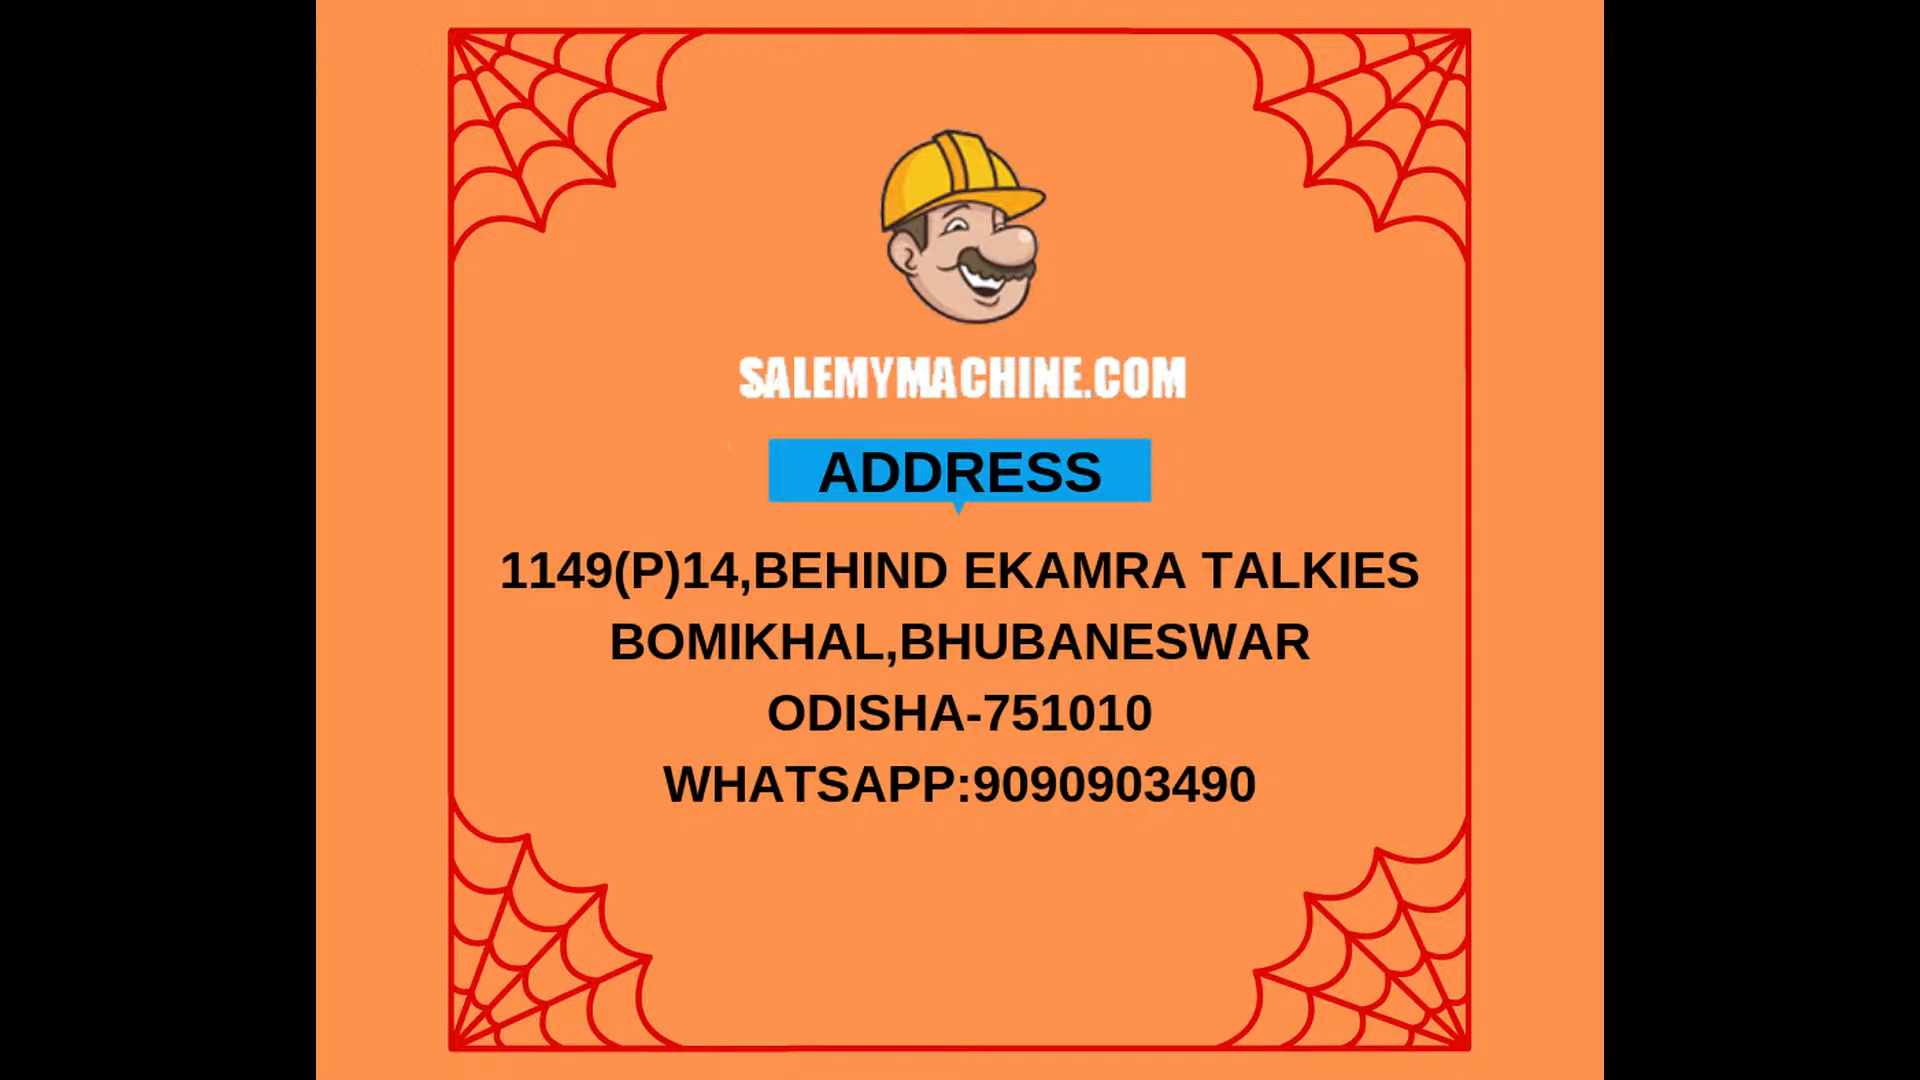 SALEMYMACHINE.COM
ADDRESS
1149(P)14,BEHIND EKAMRA TALKIES
BOMIKHAL,BHUBANESWAR
ODISHA-751010
WHATSAPP:9090903490